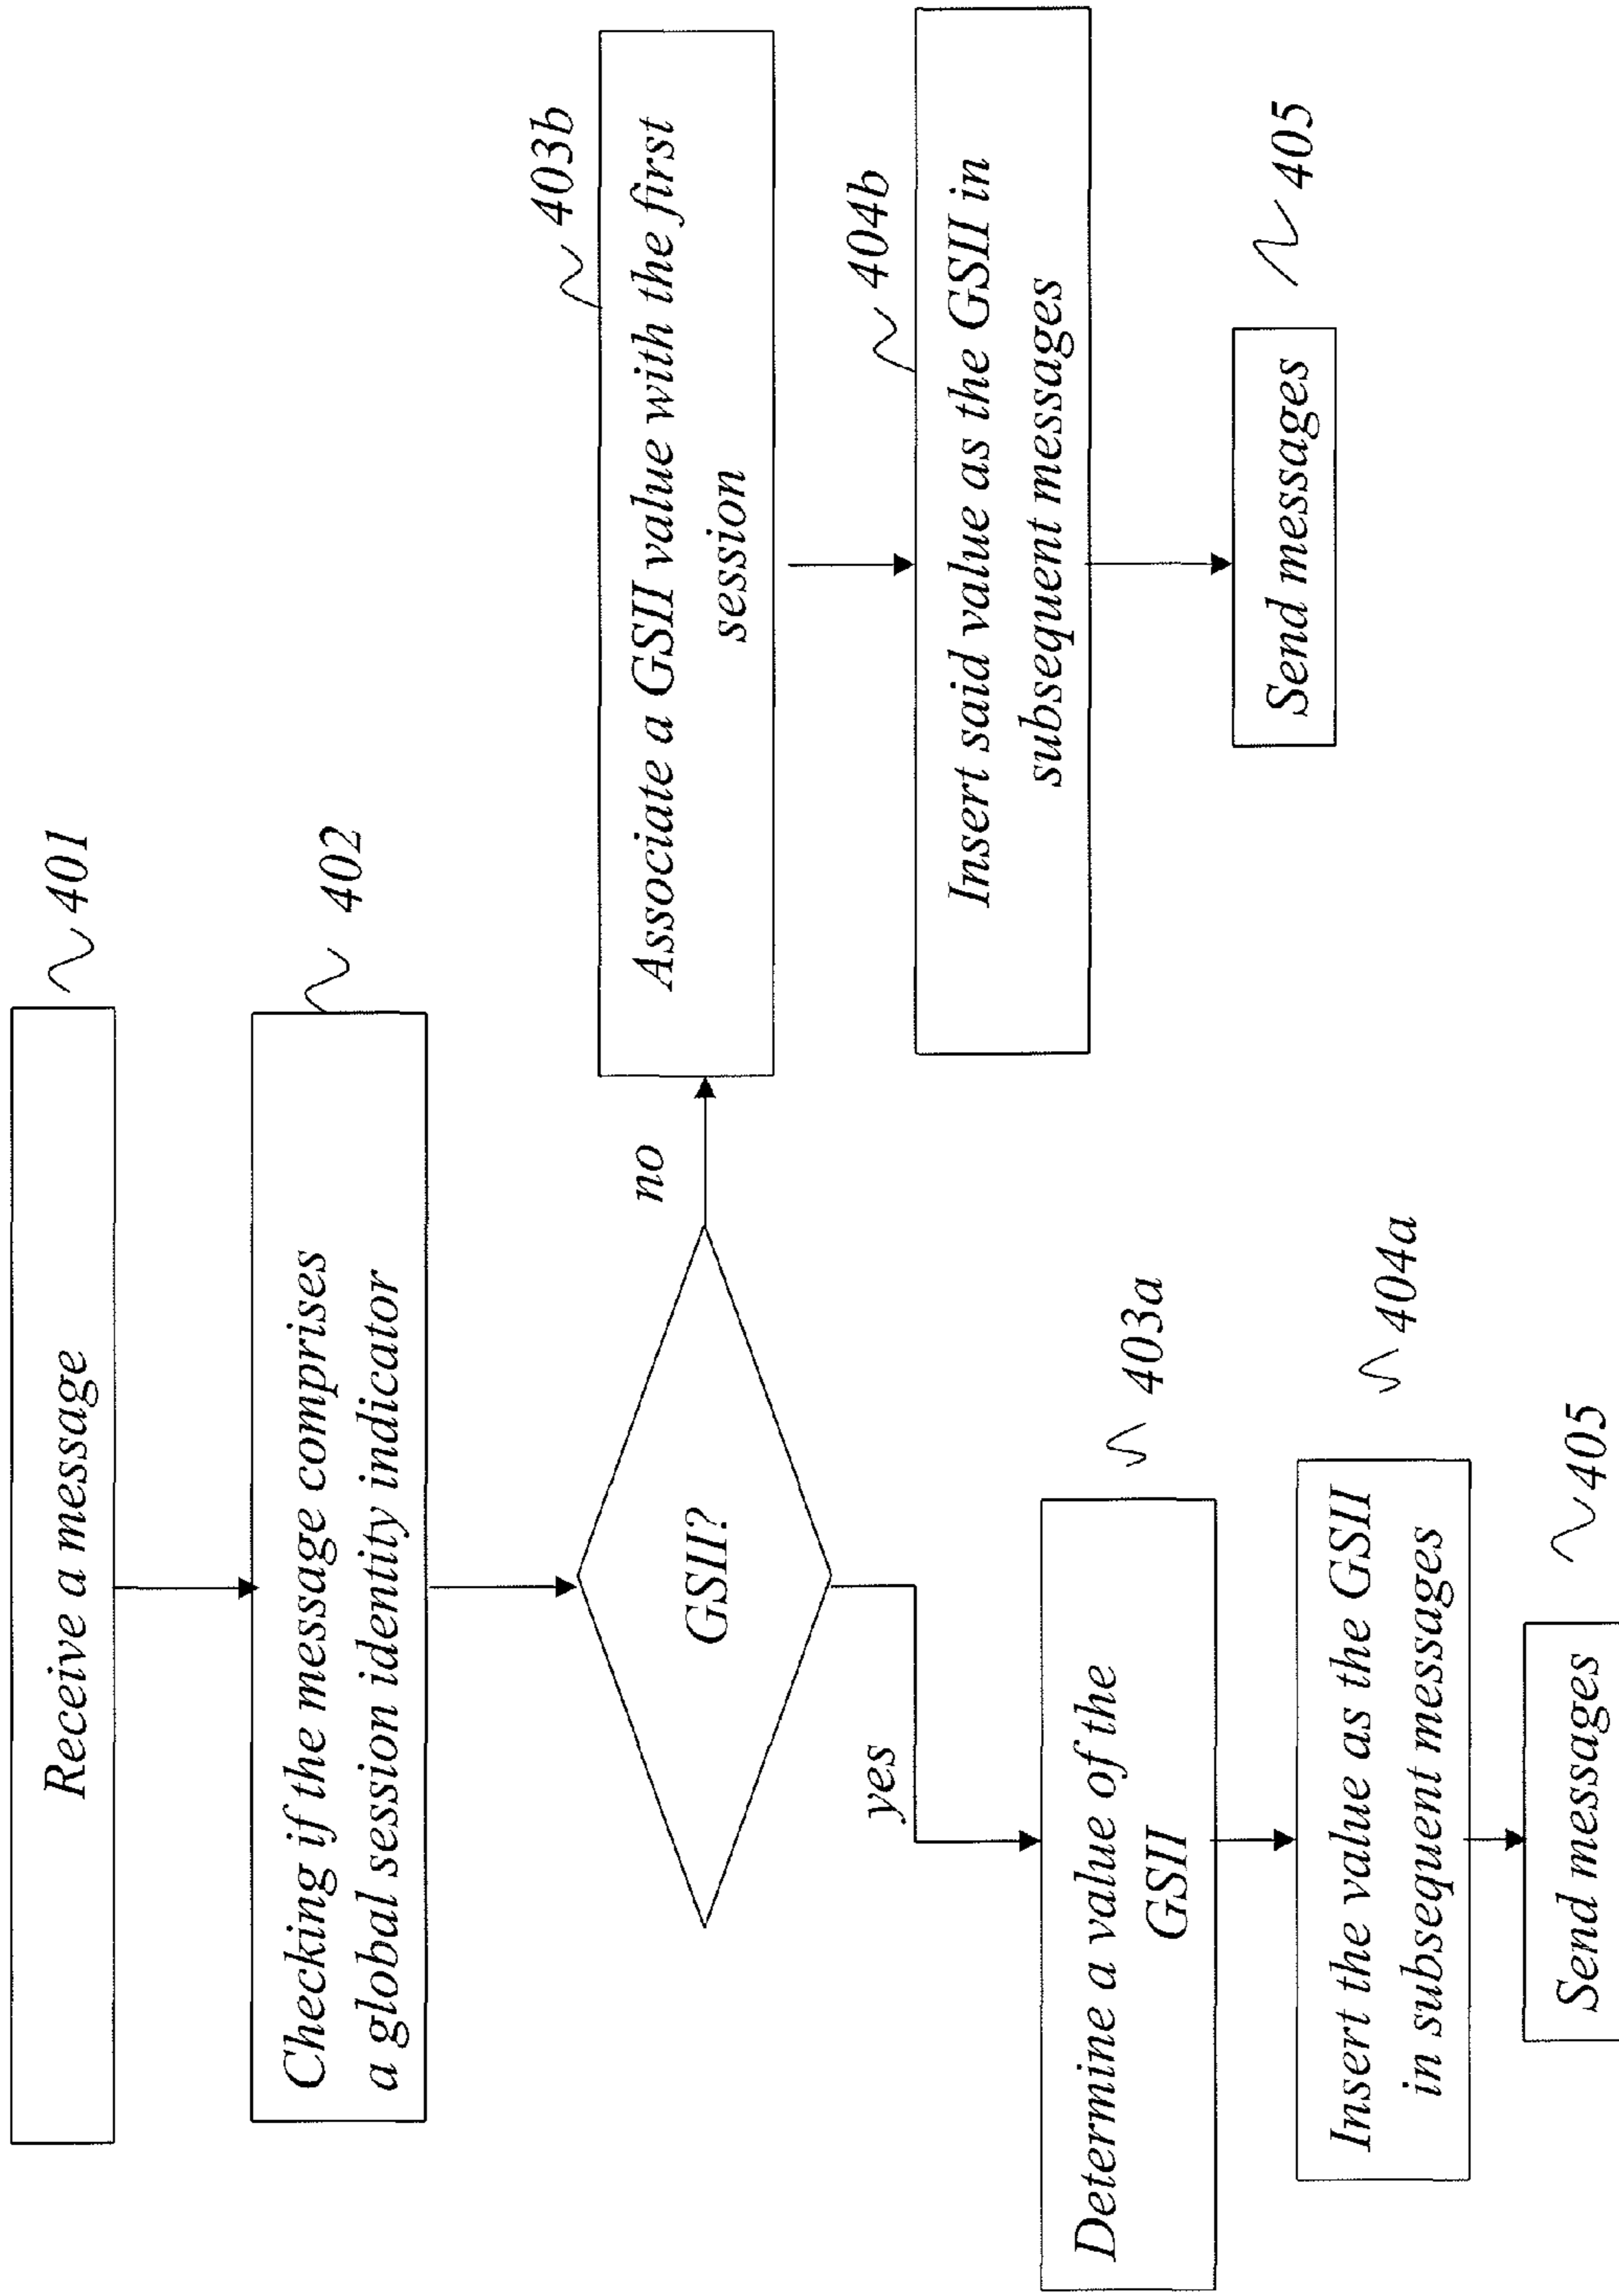 Receive a message
401
Checking if the message comprises
a global session identity indicator
402
GSII?
no
yes
Associate a GSII value with the first
session
403b
Insert said value as the GSII in
subsequent messages
404b
Send messages
405
Determine a value of the
GSII
403a
Insert the value as the GSII
in subsequent messages
404a
Send messages
405